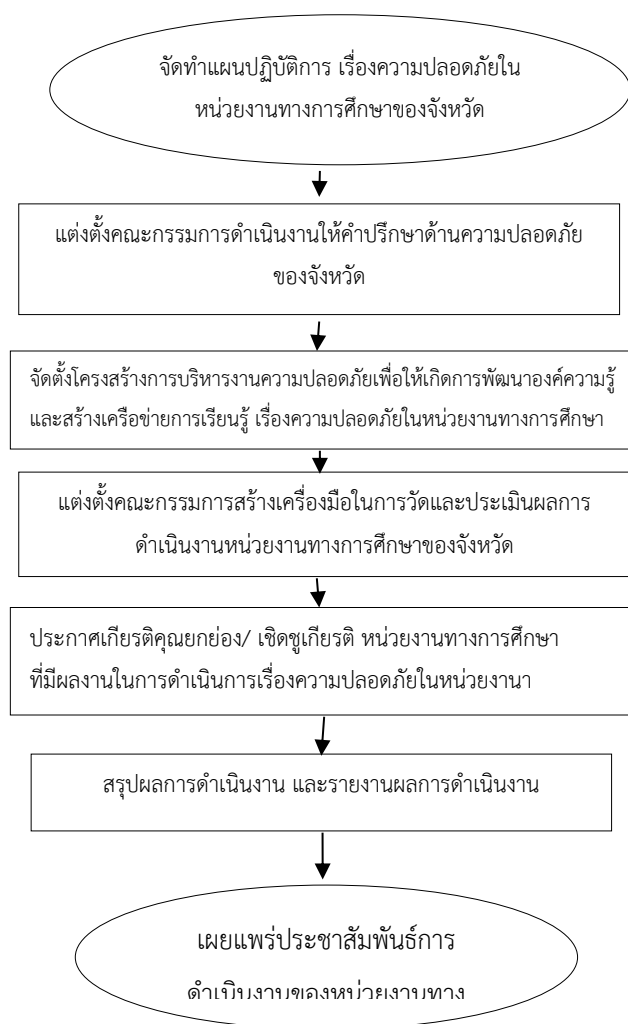 จัดทำแผนปฏิบัติการ เรื่องความปลอดภัยใน
หน่วยงานทางการศึกษาของจังหวัด
แต่งตั้งคณะกรรมการดำเนินงานให้คำปรึกษาด้านความปลอดภัย
ของจังหวัด
จัดตั้งโครงสร้างการบริหารงานความปลอดภัยเพื่อให้เกิดการพัฒนาองค์ความรู้
และสร้างเครือข่ายการเรียนรู้ เรื่องความปลอดภัยในหน่วยงานทางการศึกษา
แต่งตั้งคณะกรรมการสร้างเครื่องมือในการวัดและประเมินผลการ
ดำเนินงานหน่วยงานทางการศึกษาของจังหวัด
ประกาศเกียรติคุณยกย่อง/ เชิดชูเกียรติ หน่วยงานทางการศึกษา
ที่มีผลงานในการดำเนินการเรื่องความปลอดภัยในหน่วยงานา
สรุปผลการดำเนินงาน และรายงานผลการดำเนินงาน
เผยแพร่ประชาสัมพันธ์การ
ดำเนินงานของหน่วยงานทาง